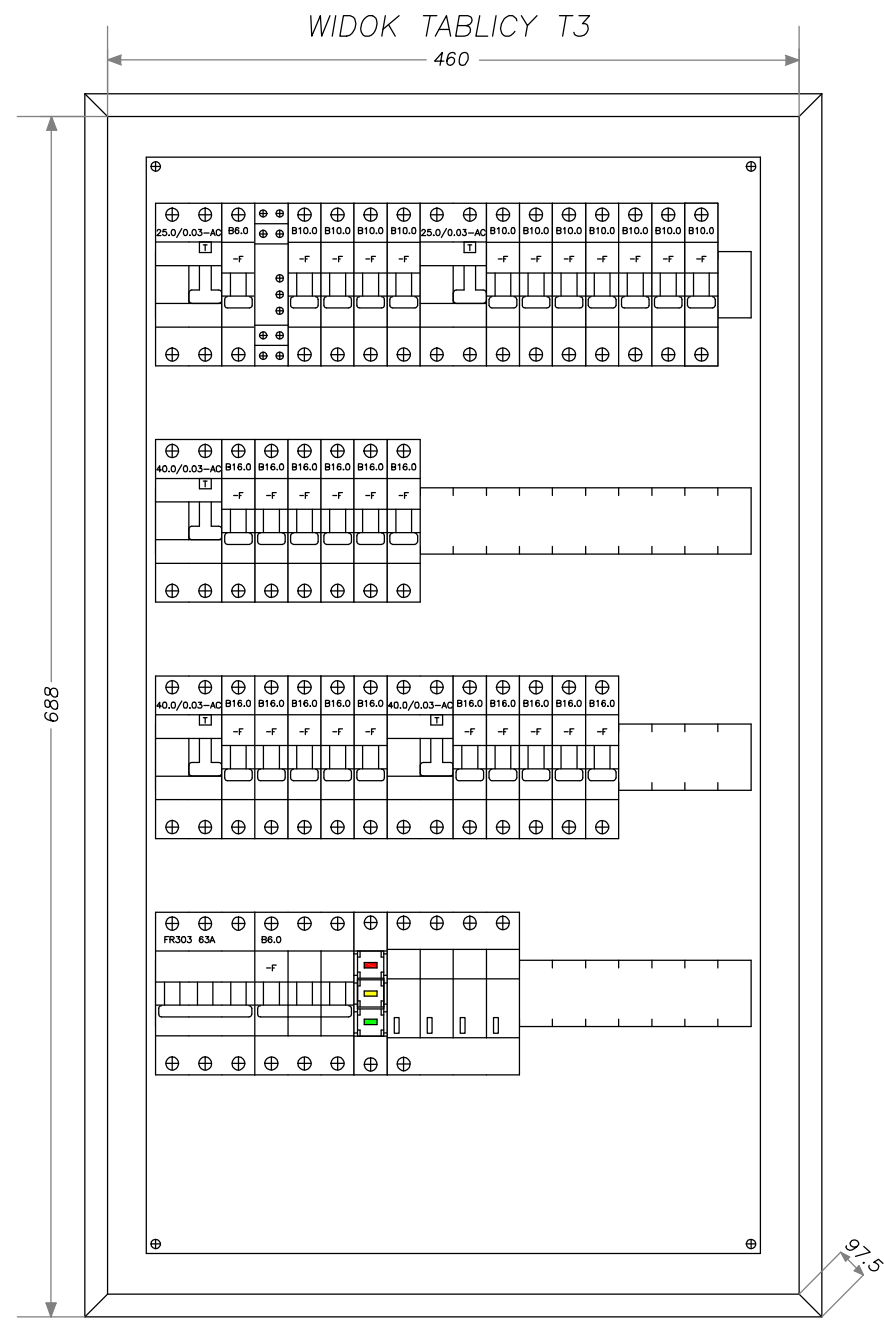 WIDOK TABLICY T3
460
25.0/0.03-AC B6.0 B10.0 B10.0 B10.0 B10.0 25.0/0.03-AC B10.0 B10.0 B10.0 B10.0 B10.0 B10.0 B10.0
T T
-F -F -F -F -F -F -F -F -F -F -F -F
40.0/0.03-AC B16.0 B16.0 B16.0 B16.0 B16.0 B16.0
T
-F -F -F -F -F -F
688
40.0/0.03-AC B16.0 B16.0 B16.0 B16.0 B16.0 40.0/0.03-AC B16.0 B16.0 B16.0 B16.0 B16.0
T T
-F -F -F -F -F -F -F -F -F -F
FR303 63A B6.0
-F
97.5